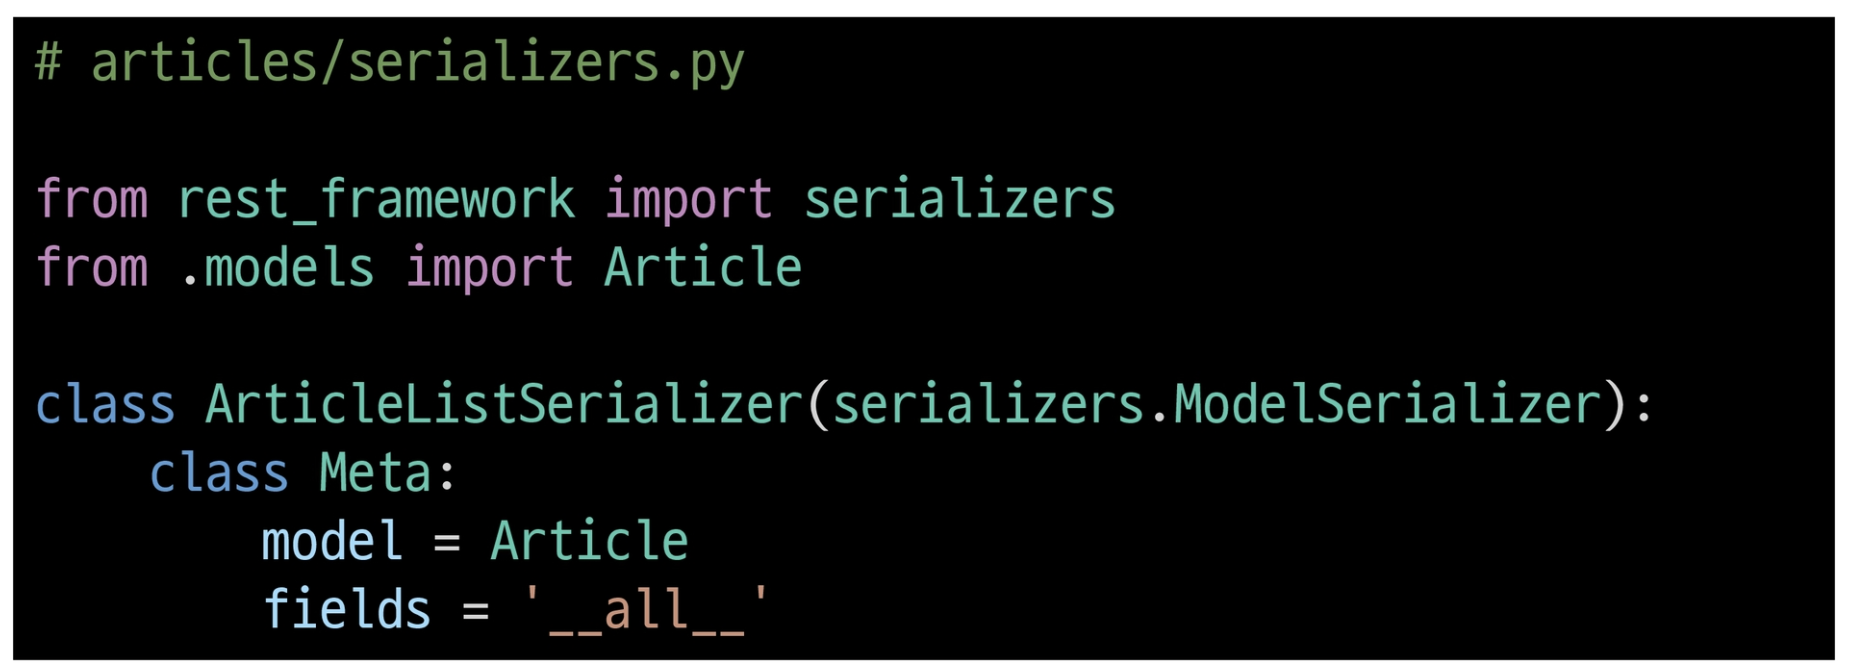 # articles/serializers.py
from rest_framework import serializers
from .models import Article
class ArticleListSerializer(serializers.ModelSerializer):
    class Meta:
        model = Article
        fields = '__all__'